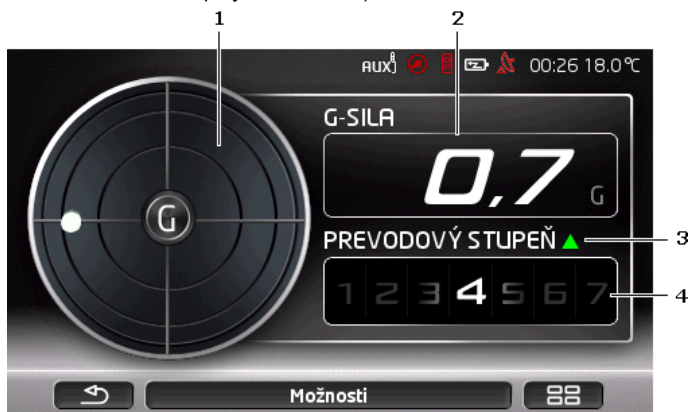 1
2
AUX 00:26 18.0°C
G-SILA
0,7 G
G
PREVODOVÝ STUPEŇ
3
1 2 3 4 5 6 7
4
Možnosti